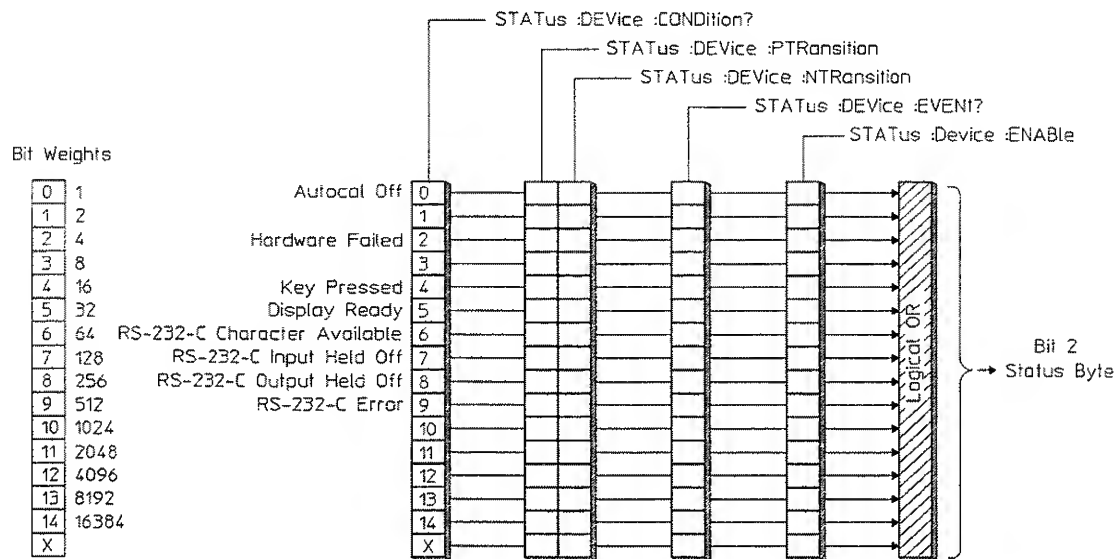 STATus :DEVice :CONDition?
STATus :DEVice :PTRansition
STATus :DEVice :NTRansition
STATus :DEVice :EVENt?
STATus :Device :ENABle
Bit Weights
0 1 Autocal Off 0
1 2 1
2 4 Hardware Failed 2
3 8 3
4 16 Key Pressed 4
5 32 Display Ready 5
6 64 RS-232-C Character Available 6
7 128 RS-232-C Input Held Off 7
8 256 RS-232-C Output Held Off 8
9 512 RS-232-C Error 9
10 1024 10
11 2048 11
12 4096 12
13 8192 13
14 16384 14
X X
Logical OR
Bit 2
Status Byte